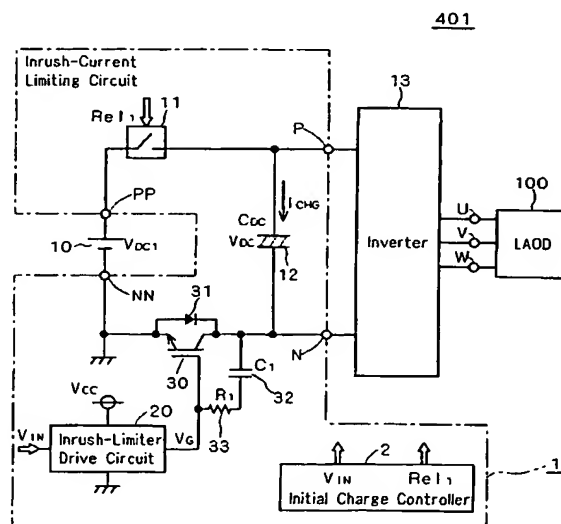 401
Inrush-Current
Limiting Circuit
Rel1
11
13
P
PP
ICHG
100
10
VDC1
CDC
VDC
12
Inverter
U
V
W
LAOD
NN
31
N
30
C1
32
R1
33
VCC
20
VIN
Inrush-Limiter
Drive Circuit
VG
2
VIN
Rel1
Initial Charge Controller
1